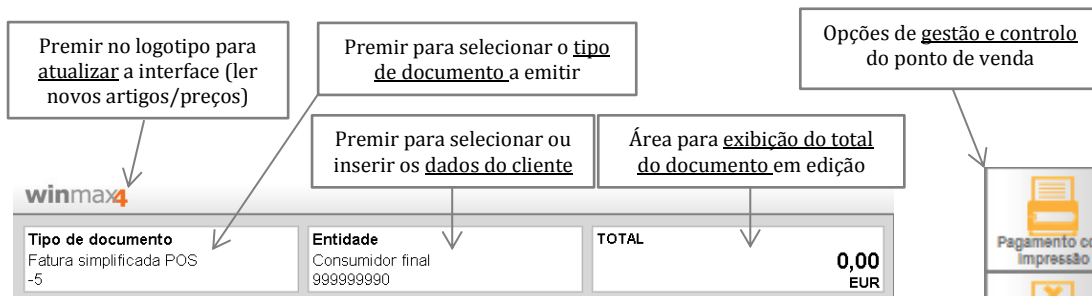 Premir no logotipo para
atualizar a interface (ler
novos artigos/preços)
Premir para selecionar o tipo
de documento a emitir
Opções de gestão e controlo
do ponto de venda
Premir para selecionar ou
inserir os dados do cliente
Área para exibição do total
do documento em edição
winmax4
Tipo de documento
Fatura simplificada POS
-5
Entidade
Consumidor final
999999990
TOTAL
0,00
EUR
Pagamento
impressão